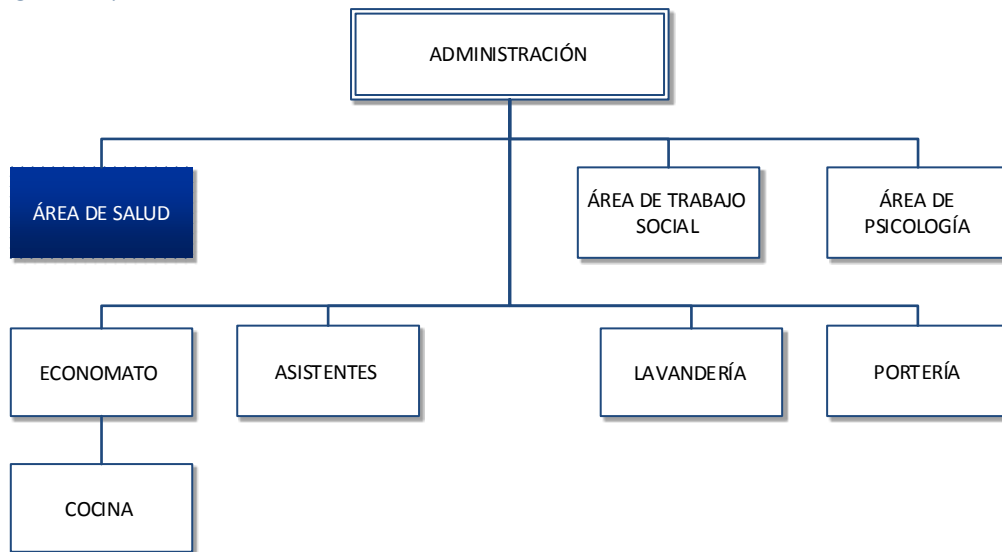 ADMINISTRACIÓN
ÁREA DE SALUD
ÁREA DE TRABAJO
SOCIAL
ÁREA DE
PSICOLOGÍA
ECONOMATO
ASISTENTES
LAVANDERÍA
PORTERÍA
COCINA